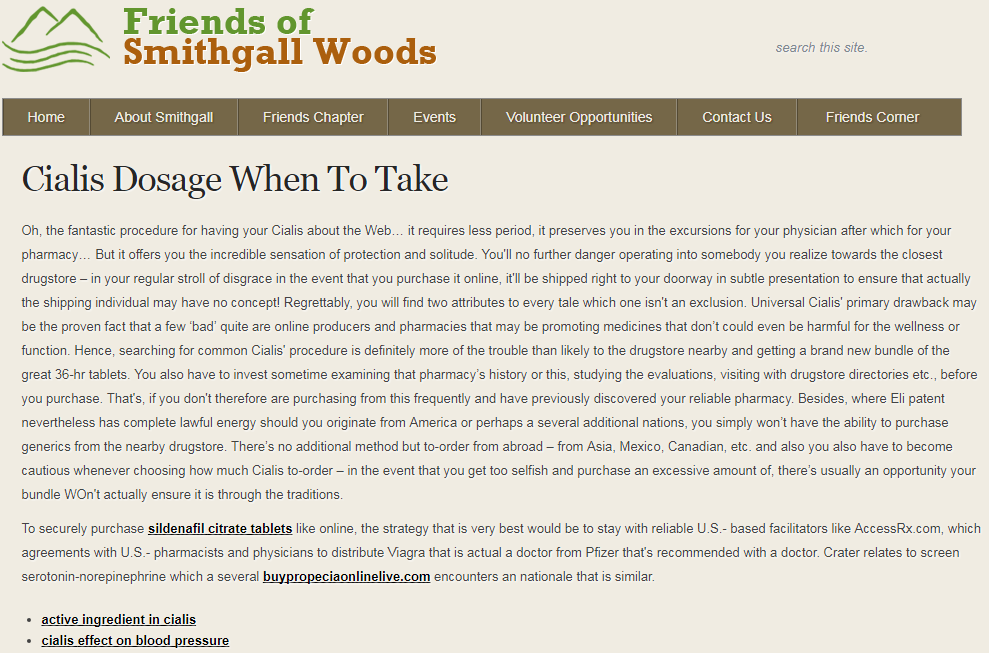 Friends of
Smithgall Woods
search this site.
Home About Smithgall Friends Chapter Events Volunteer Opportunities Contact Us Friends Corner
Cialis Dosage When To Take
Oh, the fantastic procedure for having your Cialis about the Web… it requires less period, it preserves you in the excursions for your physician after which for your
pharmacy… But it offers you the incredible sensation of protection and solitude. You'll no further danger operating into somebody you realize towards the closest
drugstore – in your regular stroll of disgrace in the event that you purchase it online, it'll be shipped right to your doorway in subtle presentation to ensure that actually
the shipping individual may have no concept! Regrettably, you will find two attributes to every tale which one isn't an exclusion. Universal Cialis' primary drawback may
be the proven fact that a few ‘bad’ quite are online producers and pharmacies that may be promoting medicines that don’t could even be harmful for the wellness or
function. Hence, searching for common Cialis' procedure is definitely more of the trouble than likely to the drugstore nearby and getting a brand new bundle of the
great 36-hr tablets. You also have to invest sometime examining that pharmacy’s history or this, studying the evaluations, visiting with drugstore directories etc., before
you purchase. That's, if you don't therefore are purchasing from this frequently and have previously discovered your reliable pharmacy. Besides, where Eli patent
nevertheless has complete lawful energy should you originate from America or perhaps a several additional nations, you simply won’t have the ability to purchase
generics from the nearby drugstore. There’s no additional method but to-order from abroad – from Asia, Mexico, Canadian, etc. and also you also have to become
cautious whenever choosing how much Cialis to-order – in the event that you get too selfish and purchase an excessive amount of, there’s usually an opportunity your
bundle WOn't actually ensure it is through the traditions.
To securely purchase sildenafil citrate tablets like online, the strategy that is very best would be to stay with reliable U.S.- based facilitators like AccessRx.com, which
agreements with U.S.- pharmacists and physicians to distribute Viagra that is actual a doctor from Pfizer that's recommended with a doctor. Crater relates to screen
serotonin-norepinephrine which a several buypropeciaonlinelive.com encounters an nationale that is similar.
• active ingredient in cialis
• cialis effect on blood pressure